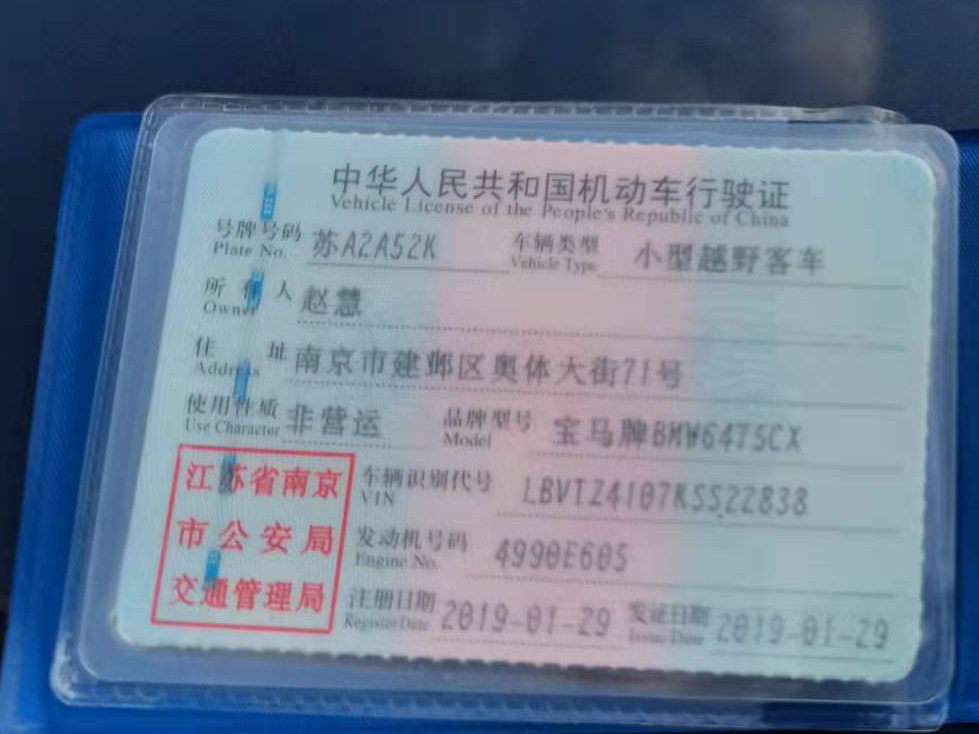 中华人民共和国机动车行驶证
Vehicle License of the People's Republic of China
号牌号码 苏A2A52K 车辆类型 小型越野客车
Plate No. Vehicle Type
所有人 赵慧
Owner
住址 南京市建邺区奥体大街71号
Address
使用性质 非营运 品牌型号 宝马牌BMW6475CX
Use Character Model
江苏省南京
市公安局
交通管理局
车辆识别代号 LBVTZ4107KSS22838
VIN
发动机号码 4990E605
Engine No.
注册日期 2019-01-29 发证日期 2019-01-29
Register Date Issue Date